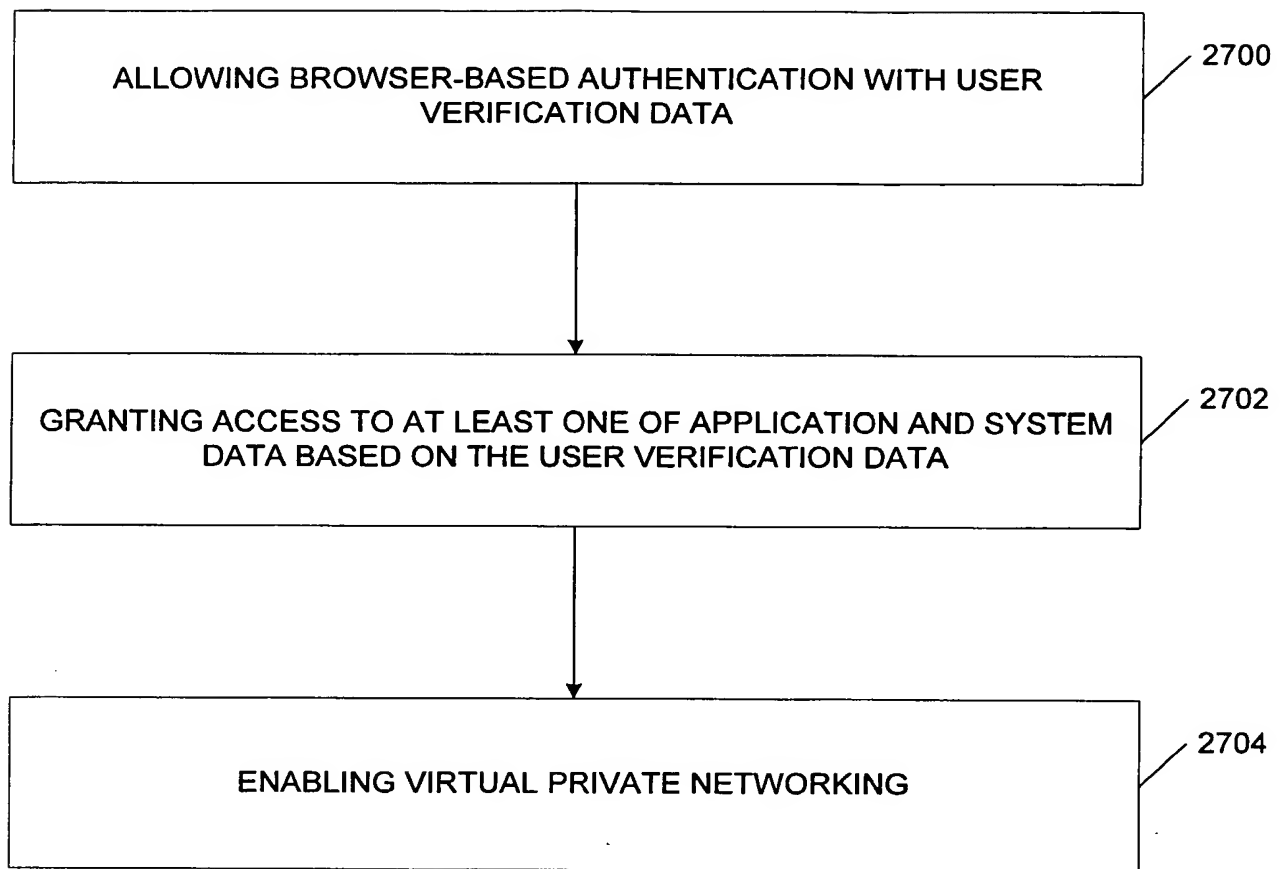 2700
ALLOWING BROWSER-BASED AUTHENTICATION WITH USER
VERIFICATION DATA
2702
GRANTING ACCESS TO AT LEAST ONE OF APPLICATION AND SYSTEM
DATA BASED ON THE USER VERIFICATION DATA
2704
ENABLING VIRTUAL PRIVATE NETWORKING